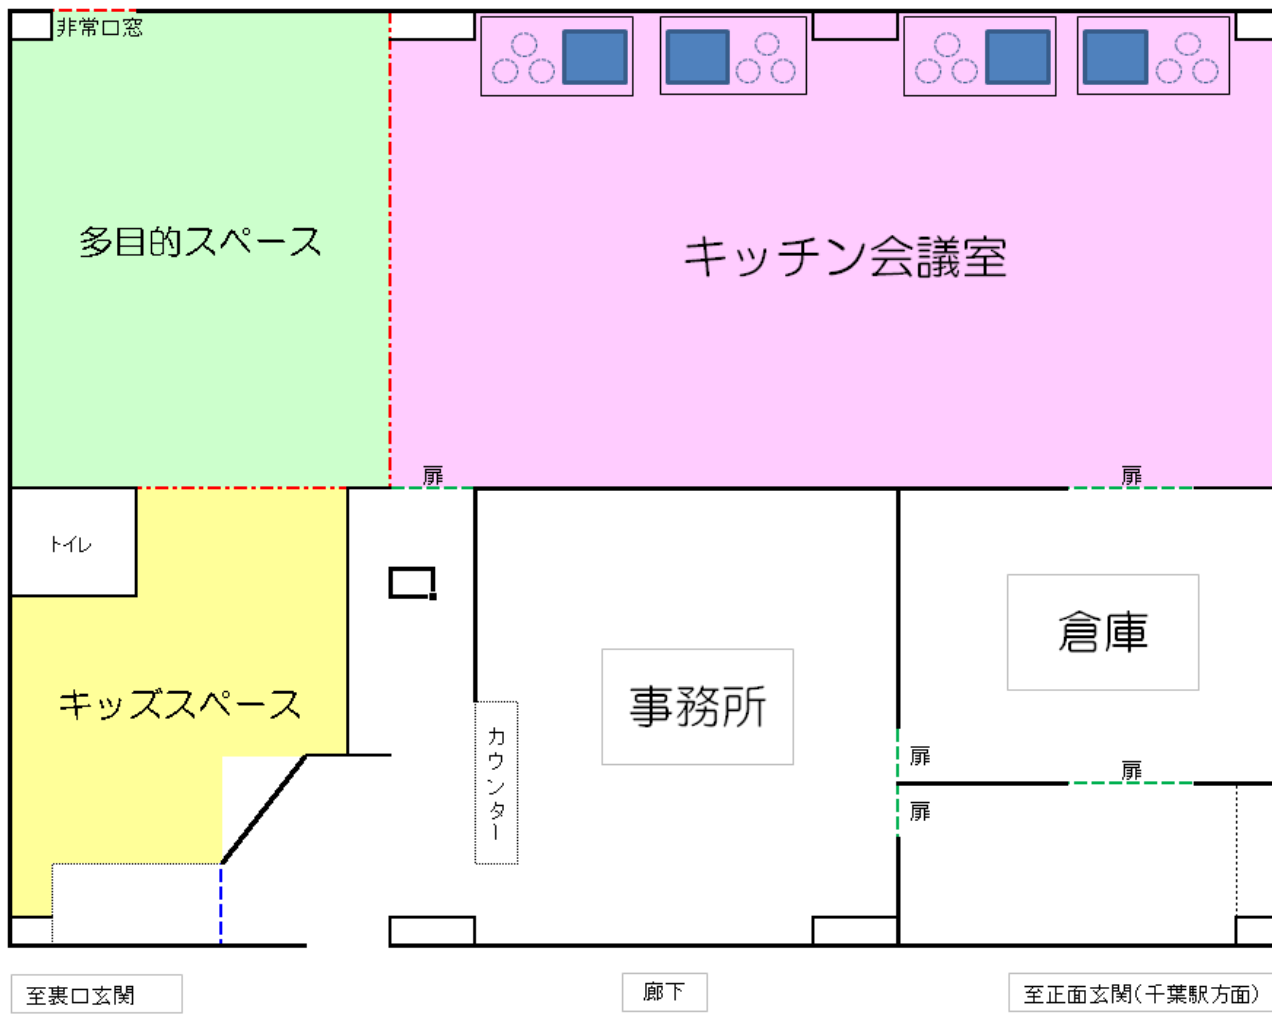 非常口窓
多目的スペース
キッチン会議室
扉
扉
トイレ
キッズスペース
カウンター
事務所
倉庫
扉
扉
扉
至裏口玄関
廊下
至正面玄関(千葉駅方面)